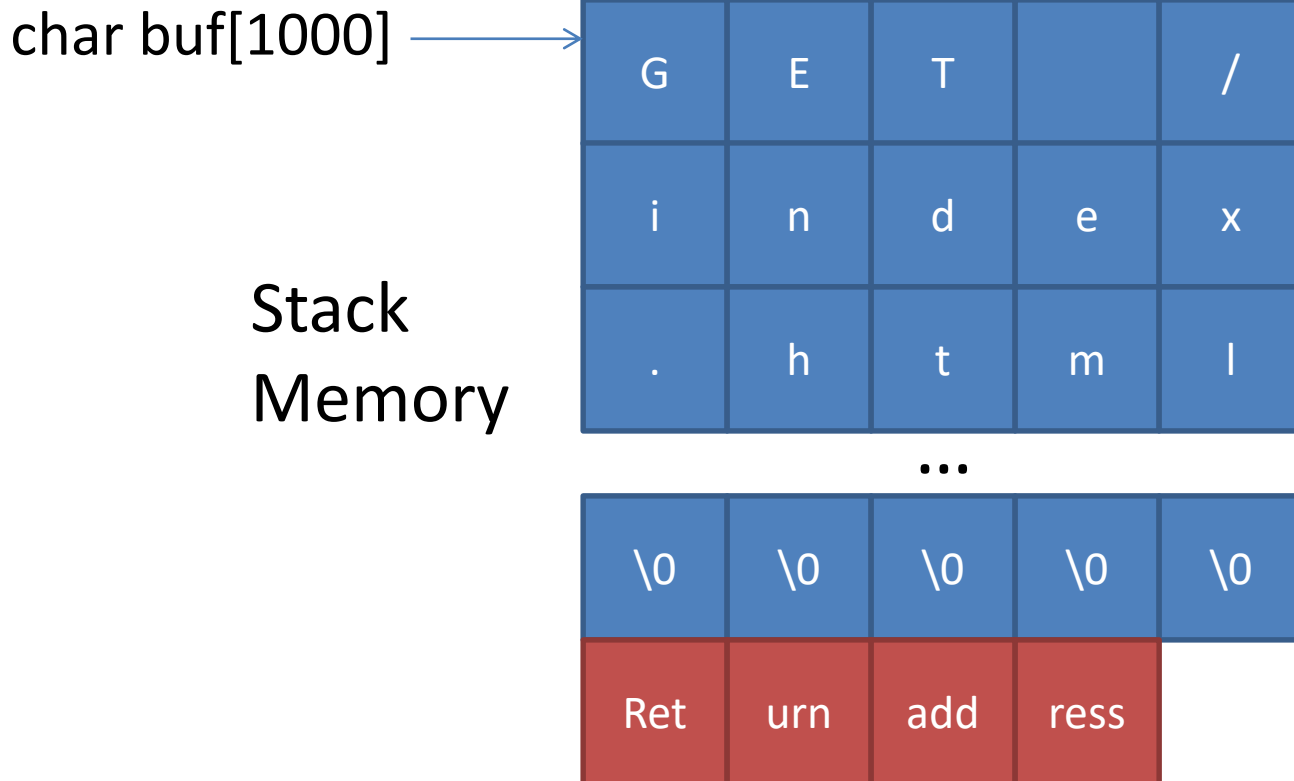 char buf[1000]
G E T /
i n d e x
Stack
Memory
. h t m l
...
\0 \0 \0 \0 \0
Ret urn add ress